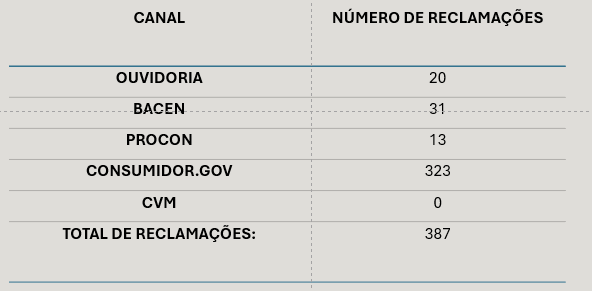 CANAL NÚMERO DE RECLAMAÇÕES
OUVIDORIA 20
BACEN 31
PROCON 13
CONSUMIDOR.GOV 323
CVM 0
TOTAL DE RECLAMAÇÕES: 387